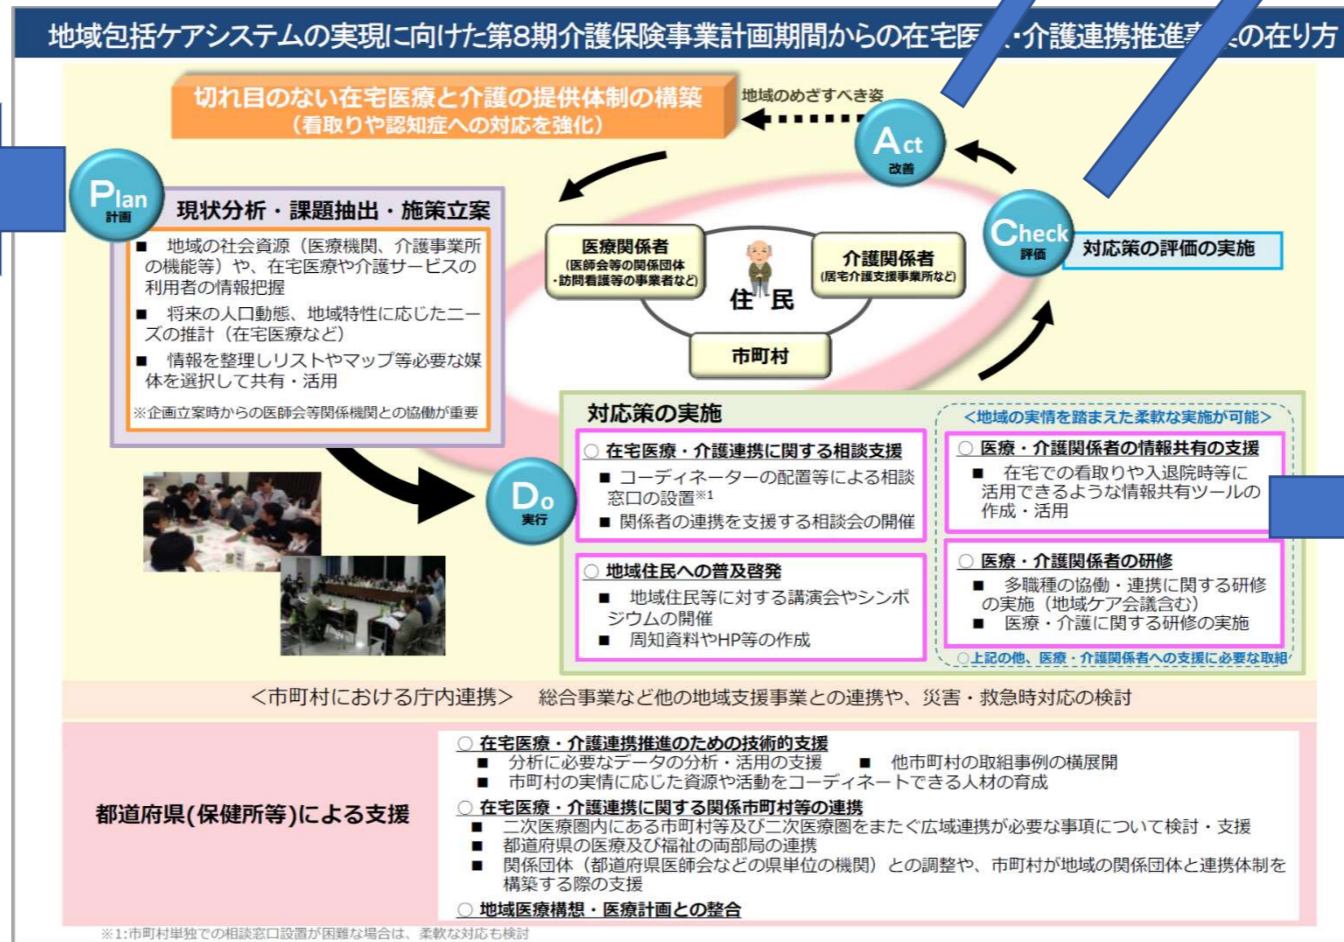 地域包括ケアシステムの実現に向けた第8期介護保険事業計画期間からの在宅医 ・介護連携推進事 の在り方
切れ目のない在宅医療と介護の提供体制の構築
（看取りや認知症への対応を強化）
地域のめざすべき姿
Act
改善
Plan
計画
現状分析・課題抽出・施策立案
■ 地域の社会資源（医療機関、介護事業所
の機能等）や、在宅医療や介護サービスの
利用者の情報把握
■ 将来の人口動態、地域特性に応じたニー
ズの推計（在宅医療など）
■ 情報を整理しリストやマップ等必要な媒
体を選択して共有・活用
※企画立案時からの医師会等関係機関との協働が重要
医療関係者
（医師会等の関係団体
・訪問看護等の事業者など）
介護関係者
（居宅介護支援事業所など）
住 民
市町村
Check
評価
対応策の評価の実施
Do
実行
対応策の実施
○ 在宅医療・介護連携に関する相談支援
■ コーディネーターの配置等による相談
窓口の設置※1
■ 関係者の連携を支援する相談会の開催
○ 地域住民への普及啓発
■ 地域住民等に対する講演会やシンポ
ジウムの開催
■ 周知資料やHP等の作成
＜地域の実情を踏まえた柔軟な実施が可能＞
○ 医療・介護関係者の情報共有の支援
■ 在宅での看取りや入退院時等に
活用できるような情報共有ツールの
作成・活用
○ 医療・介護関係者の研修
■ 多職種の協働・連携に関する研修
の実施（地域ケア会議含む）
■ 医療・介護に関する研修の実施
○上記の他、医療・介護関係者への支援に必要な取組
＜市町村における庁内連携＞ 総合事業など他の地域支援事業との連携や、災害・救急時対応の検討
都道府県(保健所等)による支援
○ 在宅医療・介護連携推進のための技術的支援
■ 分析に必要なデータの分析・活用の支援 ■ 他市町村の取組事例の横展開
■ 市町村の実情に応じた資源や活動をコーディネートできる人材の育成
○ 在宅医療・介護連携に関する関係市町村等の連携
■ 二次医療圏内にある市町村等及び二次医療圏をまたぐ広域連携が必要な事項について検討・支援
■ 都道府県の医療及び福祉の両部局の連携
■ 関係団体（都道府県医師会などの県単位の機関）との調整や、市町村が地域の関係団体と連携体制を
構築する際の支援
○ 地域医療構想・医療計画との整合
※1:市町村単独での相談窓口設置が困難な場合は、柔軟な対応も検討